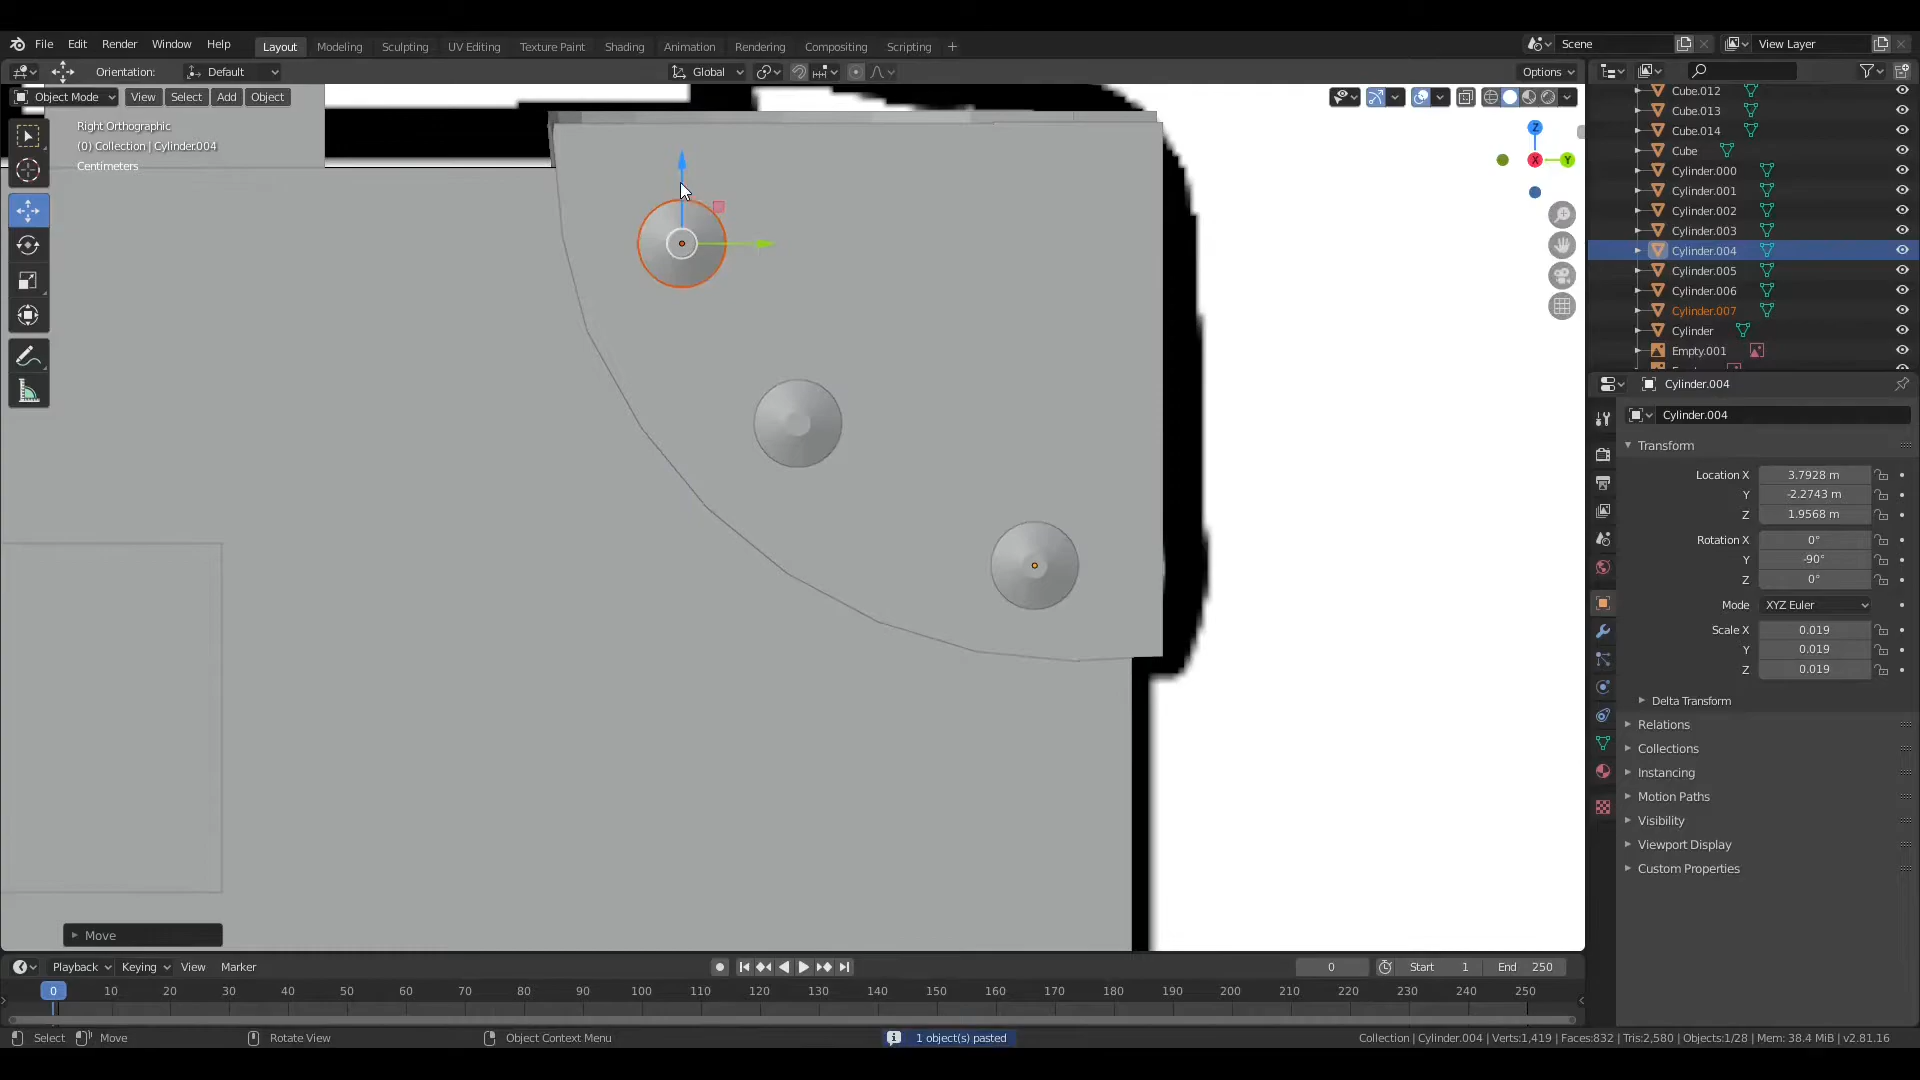 File Edit Render Window Help Layout Modeling Sculpting UV Editing Texture Paint Shading Animation Rendering Compositing Scripting + Scene View Layer
Orientation: Default Global Options
Object Mode View Select Add Object
Right Orthographic
(0) Collection | Cylinder.004
Centimeters
Z
X
Y
Cube.012
Cube.013
Cube.014
Cube
Cylinder.000
Cylinder.001
Cylinder.002
Cylinder.003
Cylinder.004
Cylinder.005
Cylinder.006
Cylinder.007
Cylinder
Empty.001
Cylinder.004
Cylinder.004
Transform
Location X 3.7928 m
Y -2.2743 m
Z 1.9568 m
Rotation X 0°
Y -90°
Z 0°
Mode XYZ Euler
Scale X 0.019
Y 0.019
Z 0.019
Delta Transform
Relations
Collections
Instancing
Motion Paths
Visibility
Viewport Display
Custom Properties
Move
Playback Keying View Marker 0 Start 1 End 250
0 10 20 30 40 50 60 70 80 90 100 110 120 130 140 150 160 170 180 190 200 210 220 230 240 250
Select Move Rotate View Object Context Menu 1 object(s) pasted Collection | Cylinder.004 | Verts:1,419 | Faces:832 | Tris:2,580 | Objects:1/28 | Mem: 38.4 MiB | v2.81.16